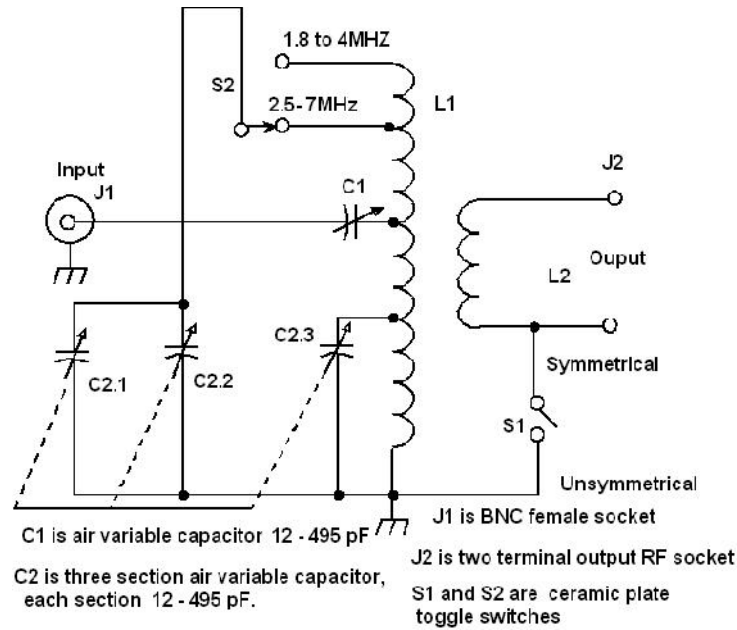 1.8 to 4MHZ
S2
L1
2.5-7MHz
J2
Input
J1
C1
L2
Ouput
C2.3
C2.1
C2.2
Symmetrical
S1
Unsymmetrical
C1 is air variable capacitor 12 - 495 pF
J1 is BNC female socket
C2 is three section air variable capacitor,
each section 12 - 495 pF.
J2 is two terminal output RF socket
S1 and S2 are ceramic plate
toggle switches